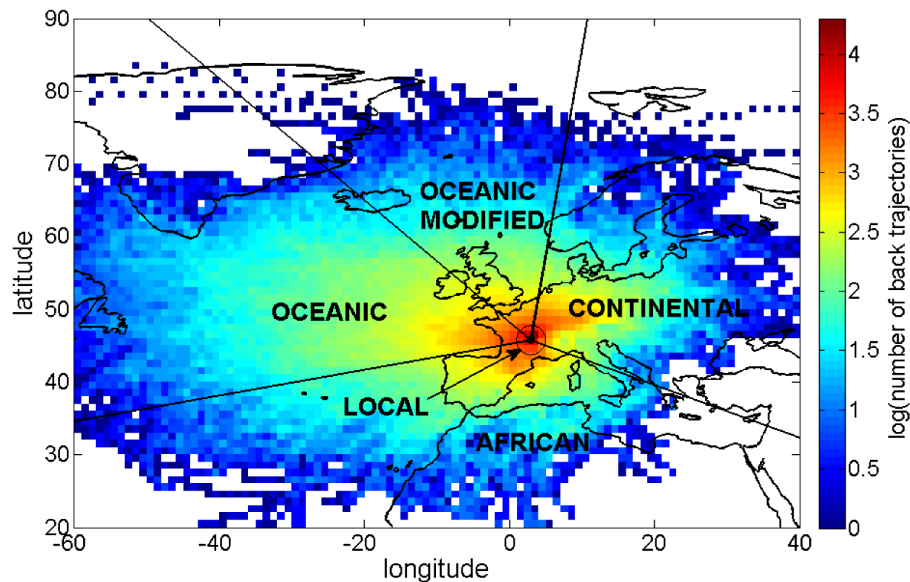 90
80
70
60
50
40
30
20
-60
-40
-20
0
20
40
latitude
longitude
OCEANIC
MODIFIED
OCEANIC
CONTINENTAL
LOCAL
AFRICAN
4
3.5
3
2.5
2
1.5
1
0.5
0
log(number of back trajectories)